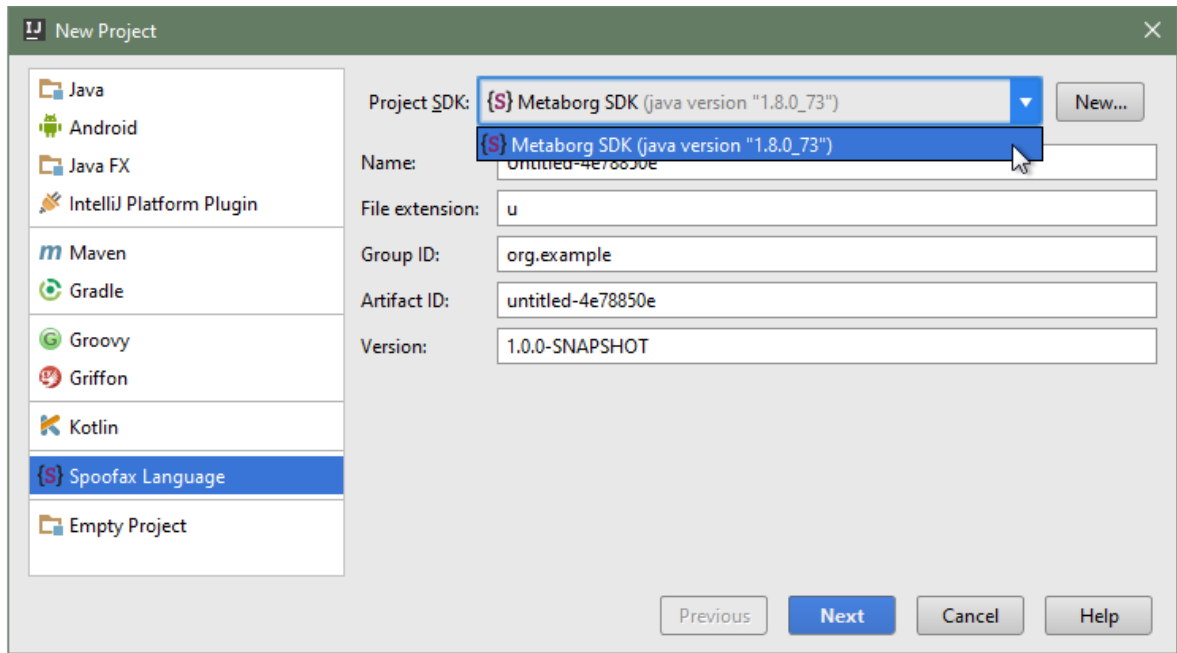 New Project
Java
Android
Java FX
IntelliJ Platform Plugin
Maven
Gradle
Groovy
Griffon
Kotlin
{S} Spoofax Language
Empty Project
Project SDK: {S} Metaborg SDK (java version "1.8.0_73") New...
{S} Metaborg SDK (java version "1.8.0_73")
Name: Untitled-4e78850e
File extension: u
Group ID: org.example
Artifact ID: untitled-4e78850e
Version: 1.0.0-SNAPSHOT
Previous Next Cancel Help